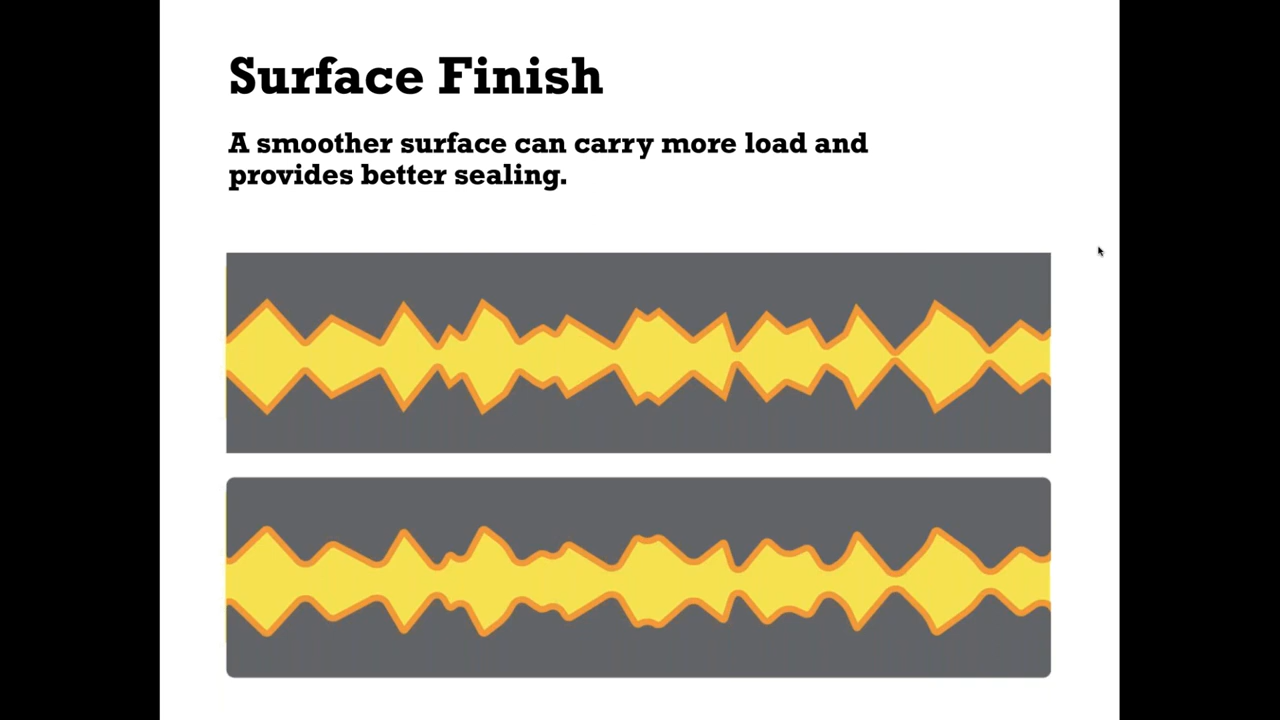 Surface Finish
A smoother surface can carry more load and
provides better sealing.